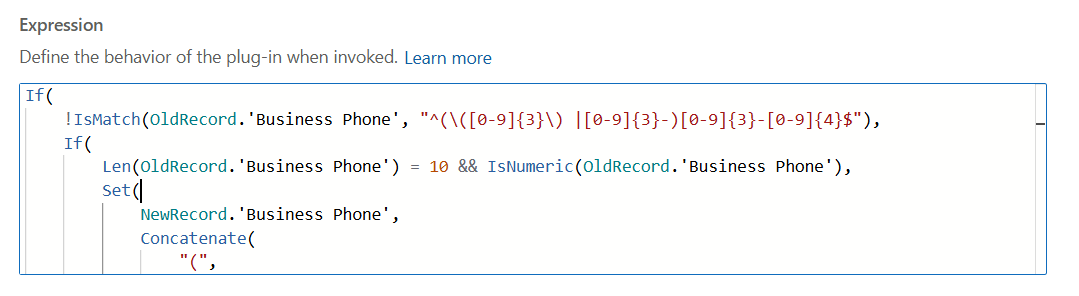 Expression
Define the behavior of the plug-in when invoked. Learn more
If(
!IsMatch(OldRecord.'Business Phone', "^(\([0-9]{3}\) |[0-9]{3}-)[0-9]{3}-[0-9]{4}$"),
If(
Len(OldRecord.'Business Phone') = 10 && IsNumeric(OldRecord.'Business Phone'),
Set(
NewRecord.'Business Phone',
Concatenate(
"(",